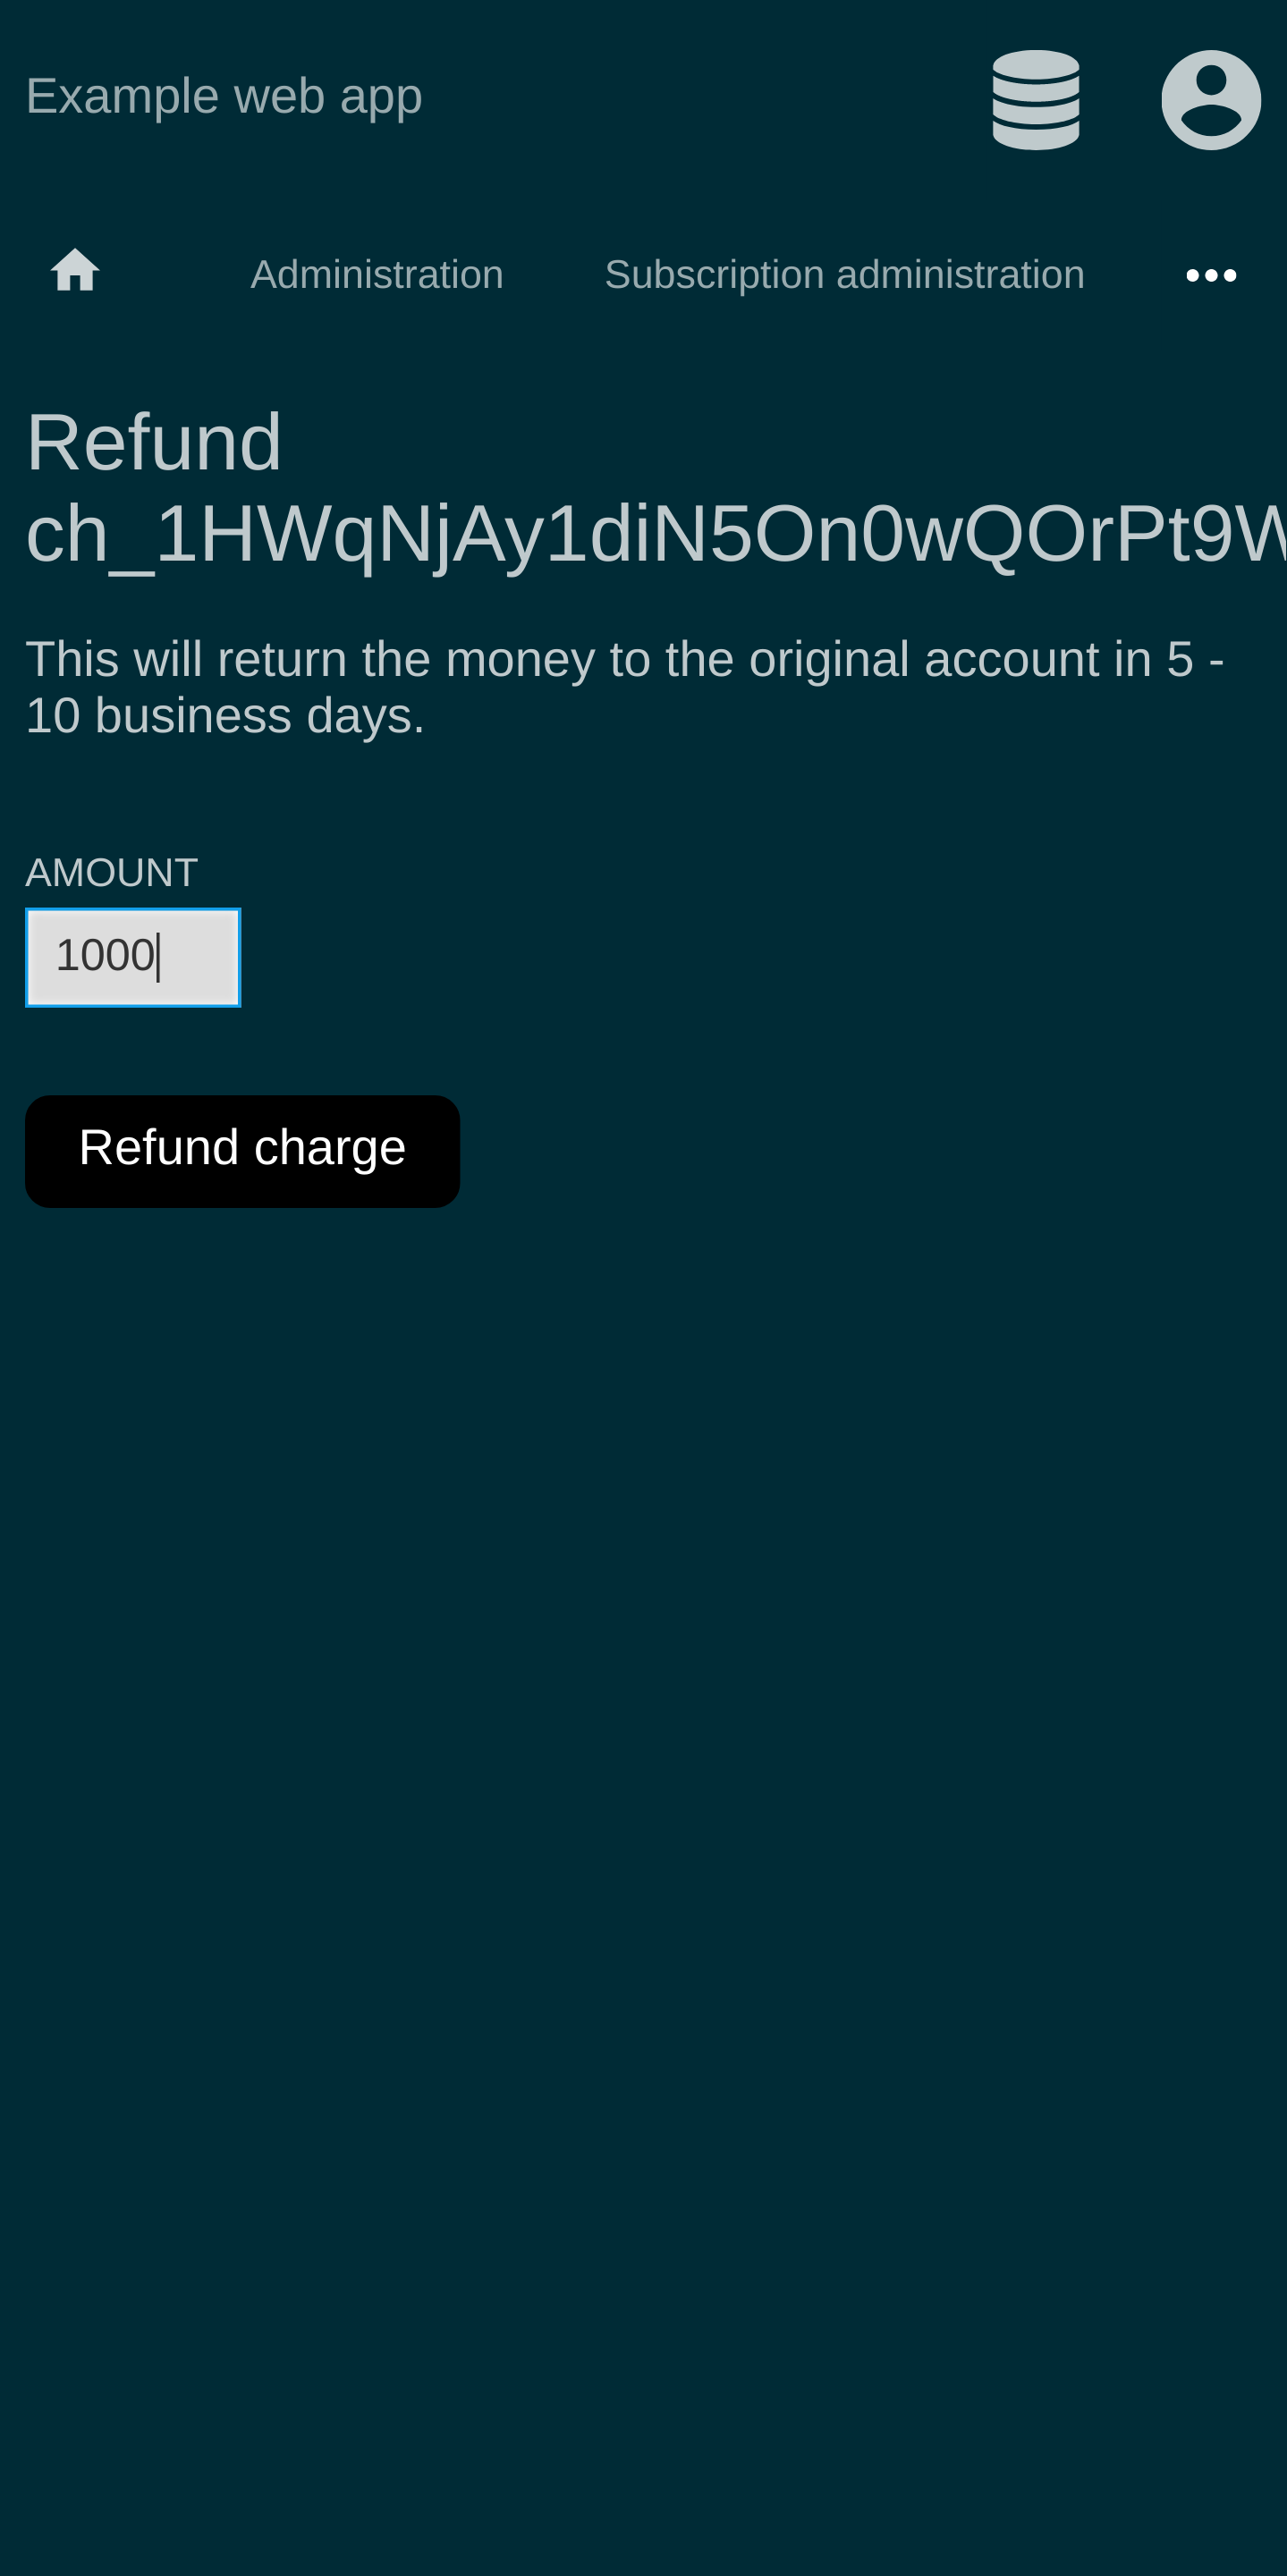 Example web app
Administration Subscription administration
Refund
ch_1HWqNjAy1diN5On0wQOrPt9W
This will return the money to the original account in 5 -
10 business days.
AMOUNT
1000
Refund charge